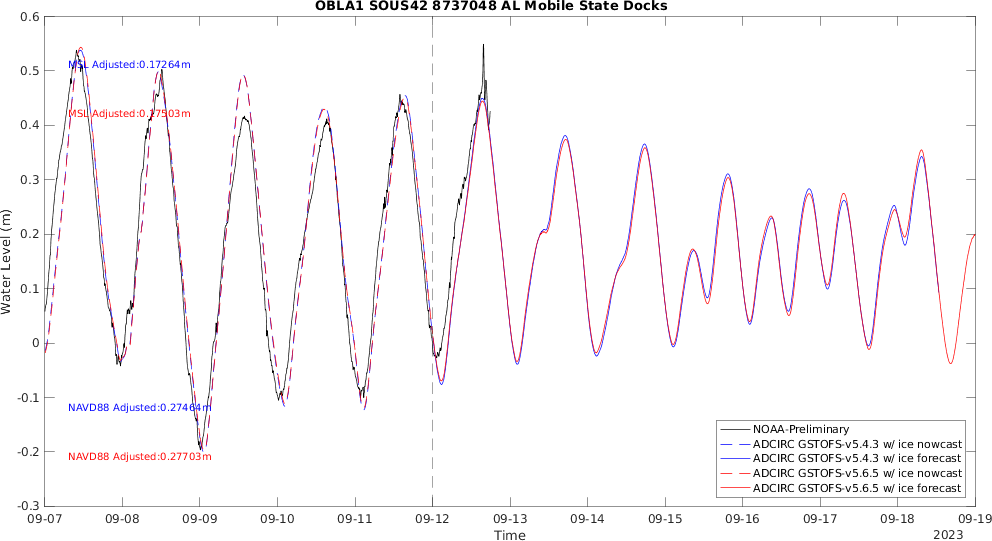 OBLA1 SOUS42 8737048 AL Mobile State Docks
0.6
0.5
0.4
0.3
0.2
0.1
0
-0.1
-0.2
-0.3
Water Level (m)
MSL Adjusted:0.17264m
MSL Adjusted:0.17503m
NAVD88 Adjusted:0.27464m
NAVD88 Adjusted:0.27703m
NOAA-Preliminary
ADCIRC GSTOFS-v5.4.3 w/ ice nowcast
ADCIRC GSTOFS-v5.4.3 w/ ice forecast
ADCIRC GSTOFS-v5.6.5 w/ ice nowcast
ADCIRC GSTOFS-v5.6.5 w/ ice forecast
09-07 09-08 09-09 09-10 09-11 09-12 09-13 09-14 09-15 09-16 09-17 09-18 09-19
Time
2023